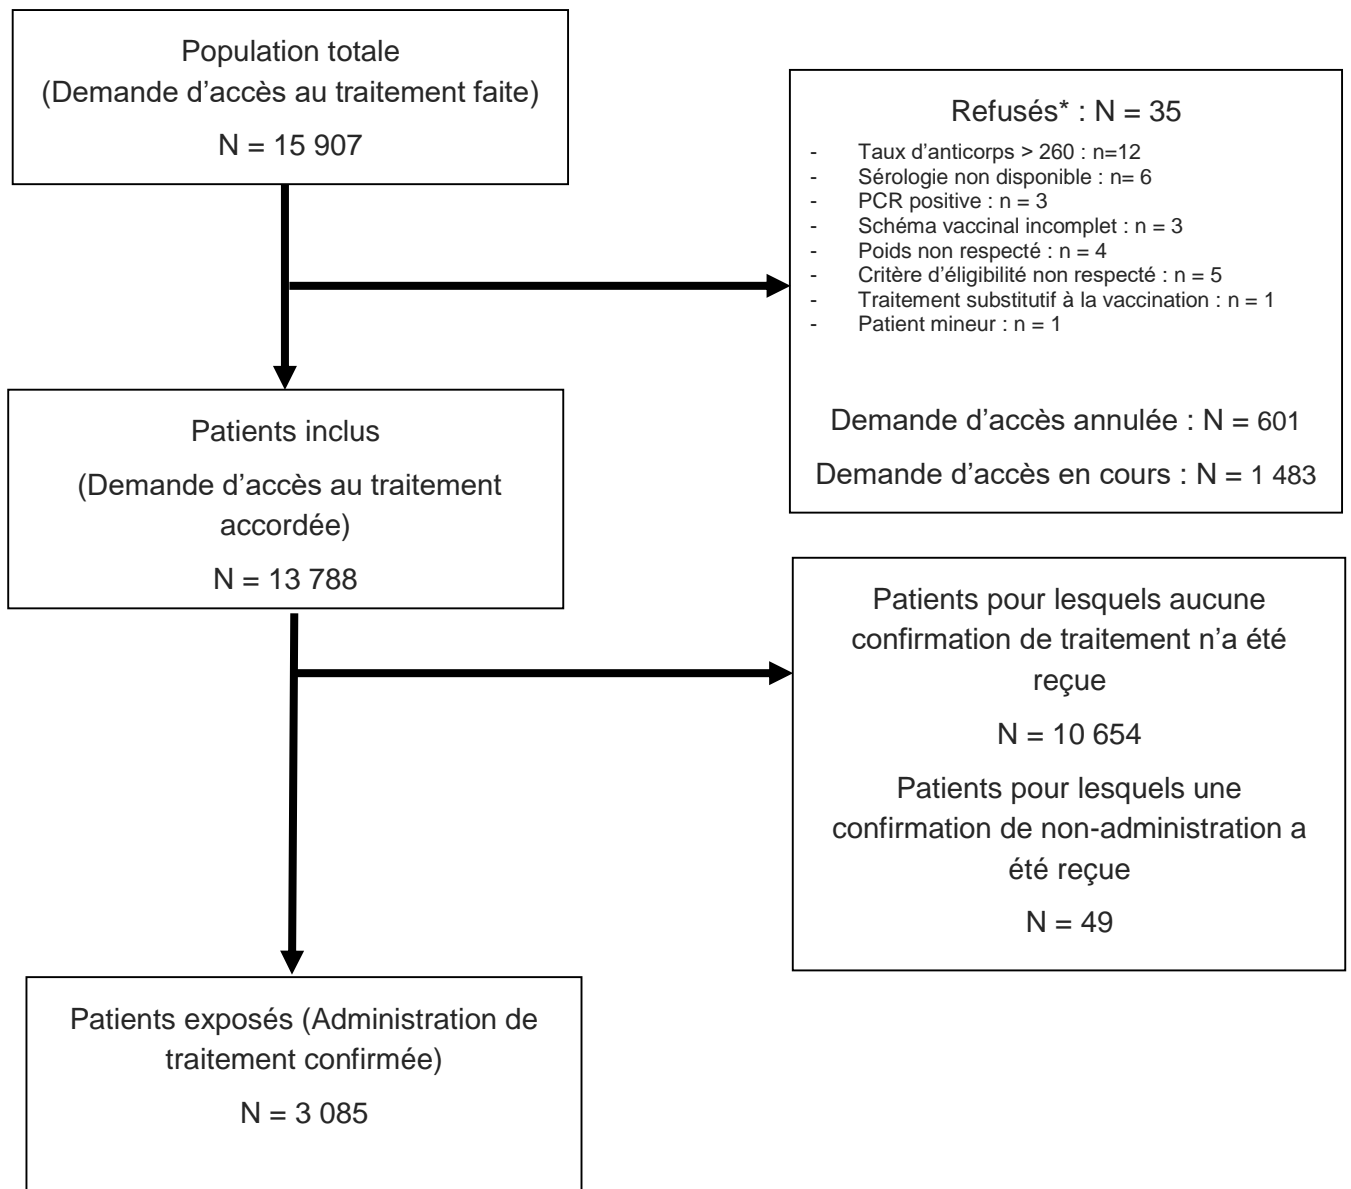 Population totale
(Demande d’accès au traitement faite)
N = 15 907
Refusés* : N = 35
- Taux d’anticorps > 260 : n=12
- Sérologie non disponible : n= 6
- PCR positive : n = 3
- Schéma vaccinal incomplet : n = 3
- Poids non respecté : n = 4
- Critère d’éligibilité non respecté : n = 5
- Traitement substitutif à la vaccination : n = 1
- Patient mineur : n = 1
Demande d’accès annulée : N = 601
Demande d’accès en cours : N = 1 483
Patients inclus
(Demande d’accès au traitement
accordée)
N = 13 788
Patients pour lesquels aucune
confirmation de traitement n’a été
reçue
N = 10 654
Patients pour lesquels une
confirmation de non-administration a
été reçue
N = 49
Patients exposés (Administration de
traitement confirmée)
N = 3 085